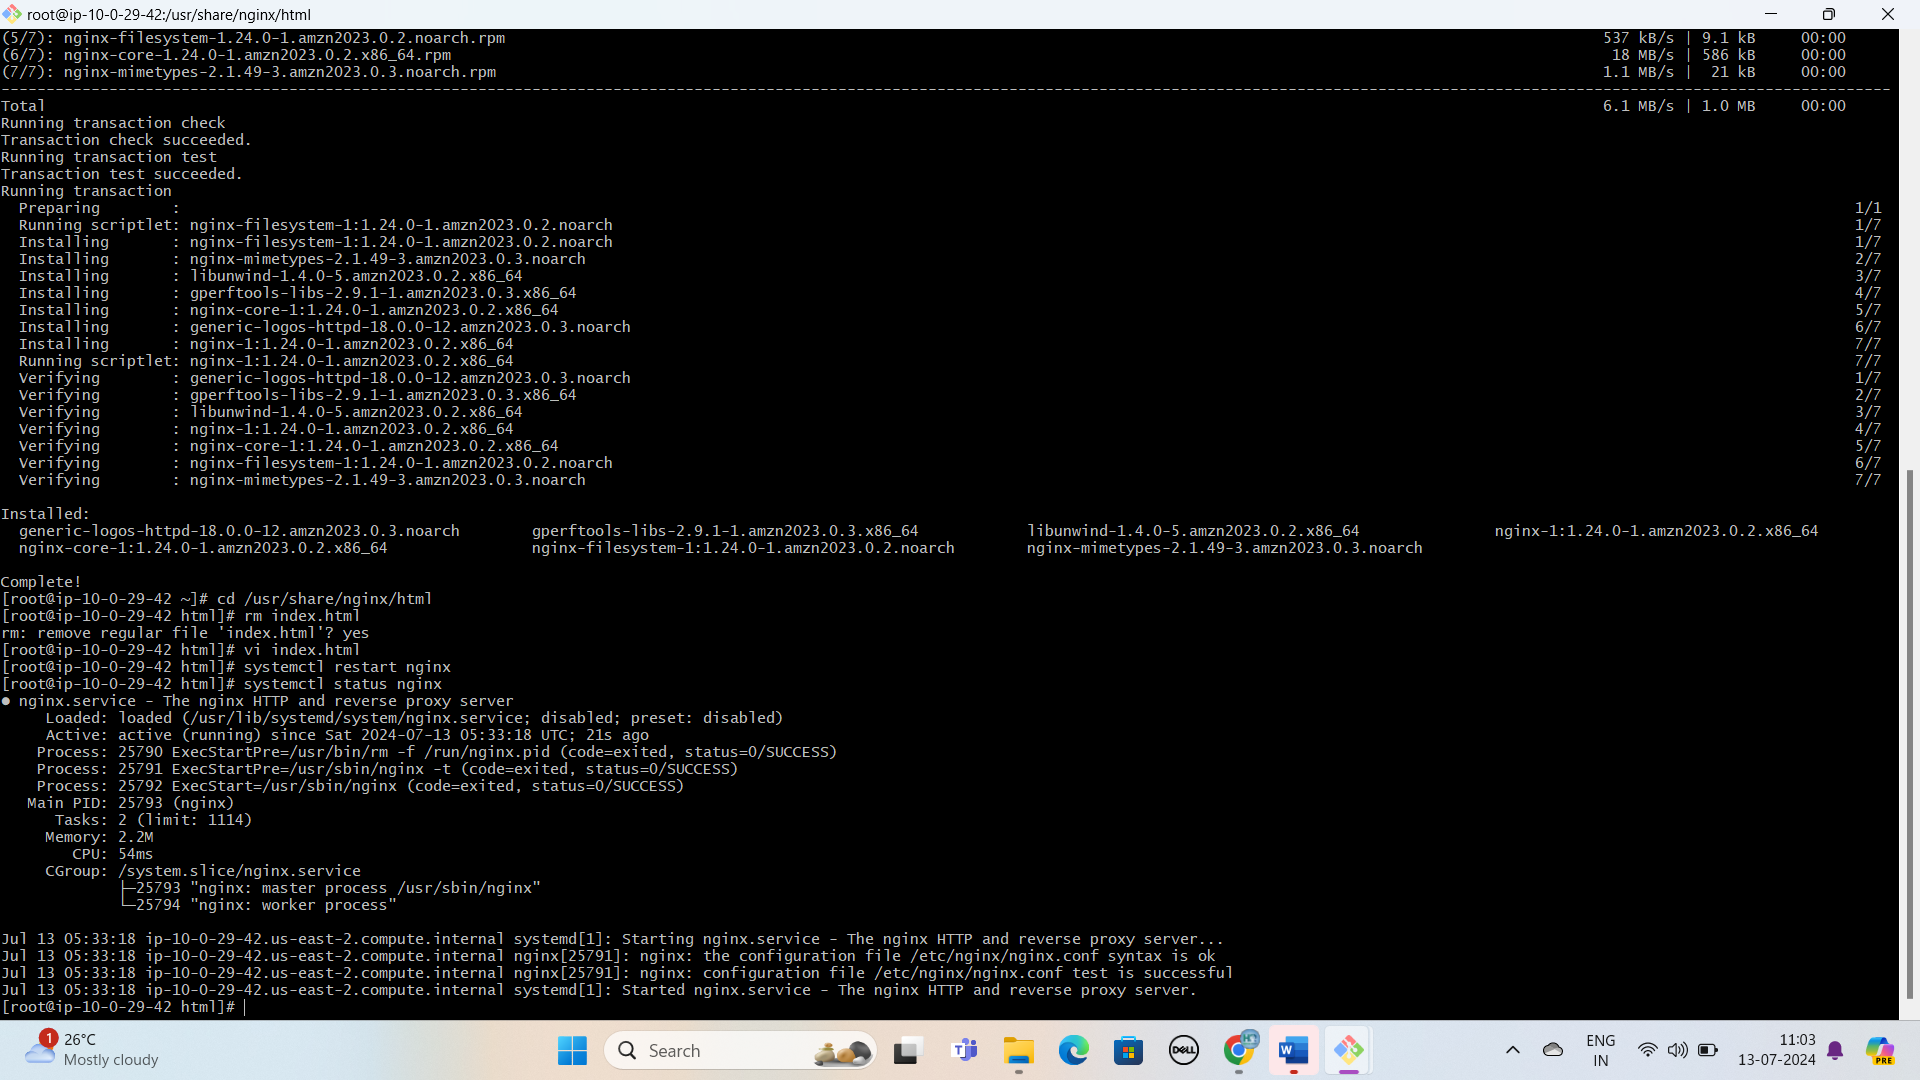 root@ip-10-0-29-42:/usr/share/nginx/html
(5/7): nginx-filesystem-1.24.0-1.amzn2023.0.2.noarch.rpm 537 kB/s | 9.1 kB 00:00
(6/7): nginx-core-1.24.0-1.amzn2023.0.2.x86_64.rpm 18 MB/s | 586 kB 00:00
(7/7): nginx-mimetypes-2.1.49-3.amzn2023.0.3.noarch.rpm 1.1 MB/s | 21 kB 00:00
--------------------------------------------------------------------------------
Total 6.1 MB/s | 1.0 MB 00:00
Running transaction check
Transaction check succeeded.
Running transaction test
Transaction test succeeded.
Running transaction
Preparing : 1/1
Running scriptlet: nginx-filesystem-1:1.24.0-1.amzn2023.0.2.noarch 1/7
Installing : nginx-filesystem-1:1.24.0-1.amzn2023.0.2.noarch 1/7
Installing : nginx-mimetypes-2.1.49-3.amzn2023.0.3.noarch 2/7
Installing : libunwind-1.4.0-5.amzn2023.0.2.x86_64 3/7
Installing : gperftools-libs-2.9.1-1.amzn2023.0.3.x86_64 4/7
Installing : nginx-core-1:1.24.0-1.amzn2023.0.2.x86_64 5/7
Installing : generic-logos-httpd-18.0.0-12.amzn2023.0.3.noarch 6/7
Installing : nginx-1:1.24.0-1.amzn2023.0.2.x86_64 7/7
Running scriptlet: nginx-1:1.24.0-1.amzn2023.0.2.x86_64 7/7
Verifying : generic-logos-httpd-18.0.0-12.amzn2023.0.3.noarch 1/7
Verifying : gperftools-libs-2.9.1-1.amzn2023.0.3.x86_64 2/7
Verifying : libunwind-1.4.0-5.amzn2023.0.2.x86_64 3/7
Verifying : nginx-1:1.24.0-1.amzn2023.0.2.x86_64 4/7
Verifying : nginx-core-1:1.24.0-1.amzn2023.0.2.x86_64 5/7
Verifying : nginx-filesystem-1:1.24.0-1.amzn2023.0.2.noarch 6/7
Verifying : nginx-mimetypes-2.1.49-3.amzn2023.0.3.noarch 7/7
Installed:
generic-logos-httpd-18.0.0-12.amzn2023.0.3.noarch gperftools-libs-2.9.1-1.amzn2023.0.3.x86_64 libunwind-1.4.0-5.amzn2023.0.2.x86_64 nginx-1:1.24.0-1.amzn2023.0.2.x86_64
nginx-core-1:1.24.0-1.amzn2023.0.2.x86_64 nginx-filesystem-1:1.24.0-1.amzn2023.0.2.noarch nginx-mimetypes-2.1.49-3.amzn2023.0.3.noarch
Complete!
[root@ip-10-0-29-42 ~]# cd /usr/share/nginx/html
[root@ip-10-0-29-42 html]# rm index.html
rm: remove regular file 'index.html'? yes
[root@ip-10-0-29-42 html]# vi index.html
[root@ip-10-0-29-42 html]# systemctl restart nginx
[root@ip-10-0-29-42 html]# systemctl status nginx
● nginx.service - The nginx HTTP and reverse proxy server
Loaded: loaded (/usr/lib/systemd/system/nginx.service; disabled; preset: disabled)
Active: active (running) since Sat 2024-07-13 05:33:18 UTC; 21s ago
Process: 25790 ExecStartPre=/usr/bin/rm -f /run/nginx.pid (code=exited, status=0/SUCCESS)
Process: 25791 ExecStartPre=/usr/sbin/nginx -t (code=exited, status=0/SUCCESS)
Process: 25792 ExecStart=/usr/sbin/nginx (code=exited, status=0/SUCCESS)
Main PID: 25793 (nginx)
Tasks: 2 (limit: 1114)
Memory: 2.2M
CPU: 54ms
CGroup: /system.slice/nginx.service
├─25793 "nginx: master process /usr/sbin/nginx"
└─25794 "nginx: worker process"
Jul 13 05:33:18 ip-10-0-29-42.us-east-2.compute.internal systemd[1]: Starting nginx.service - The nginx HTTP and reverse proxy server...
Jul 13 05:33:18 ip-10-0-29-42.us-east-2.compute.internal nginx[25791]: nginx: the configuration file /etc/nginx/nginx.conf syntax is ok
Jul 13 05:33:18 ip-10-0-29-42.us-east-2.compute.internal nginx[25791]: nginx: configuration file /etc/nginx/nginx.conf test is successful
Jul 13 05:33:18 ip-10-0-29-42.us-east-2.compute.internal systemd[1]: Started nginx.service - The nginx HTTP and reverse proxy server.
[root@ip-10-0-29-42 html]#
1 26°C
Mostly cloudy
Search
DELL
W
ENG
IN
11:03
13-07-2024
PRE